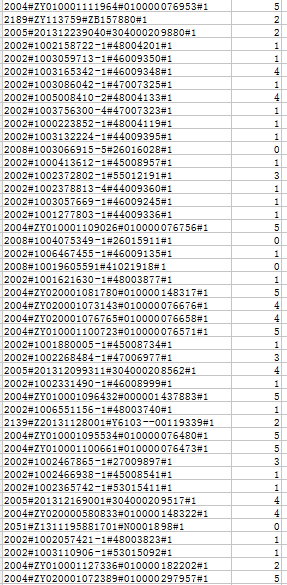 2004#ZY010001111964#010000076953#1 5
2189#ZY113759#ZB157880#1 2
2005#201312239040#304000209880#1 2
2002#1002158722-1#48004201#1 1
2002#1003059713-1#46009350#1 1
2002#1003165342-1#46009348#1 4
2002#1003086042-1#47007325#1 1
2002#1005008410-2#48004133#1 4
2002#1003756300-4#47007323#1 1
2002#1000223852-1#48004119#1 1
2002#1003132224-1#44009395#1 1
2008#1003066915-5#26016028#1 0
2002#1000413612-1#45008957#1 1
2002#1002372802-1#55012191#1 3
2002#1002378813-4#44009360#1 1
2002#1003057669-1#46009245#1 1
2002#1001277803-1#44009336#1 1
2004#ZY010001109026#010000076756#1 5
2008#1004075349-1#26015911#1 0
2002#1006467455-1#46009135#1 1
2008#10019605591#41021918#1 0
2002#1001621630-1#48003877#1 1
2004#ZY020001081780#010000148317#1 5
2004#ZY020001073143#010000076676#1 4
2004#ZY020001076765#010000076658#1 4
2004#ZY010001100723#010000076571#1 5
2002#1001880005-1#45008734#1 1
2002#1002268484-1#47006977#1 3
2005#201312099311#304000208562#1 4
2002#1002331490-1#46008999#1 1
2004#ZY010001096432#000001437883#1 5
2002#1006551156-1#48003740#1 1
2139#Z20131128001#Y6103--00119339#1 2
2004#ZY010001095534#010000076480#1 5
2004#ZY010001100661#010000076473#1 5
2002#1002467865-1#27009897#1 3
2002#1002466938-1#45008541#1 1
2002#1002365742-1#53015411#1 1
2005#201312169001#304000209517#1 4
2004#ZY020000580833#010000148322#1 4
2051#Z1311195881701#N0001898#1 0
2002#1002057421-1#48003823#1 1
2002#1003110906-1#53015092#1 1
2004#ZY010001127336#010000182202#1 2
2004#ZY020001072389#010000297957#1 5